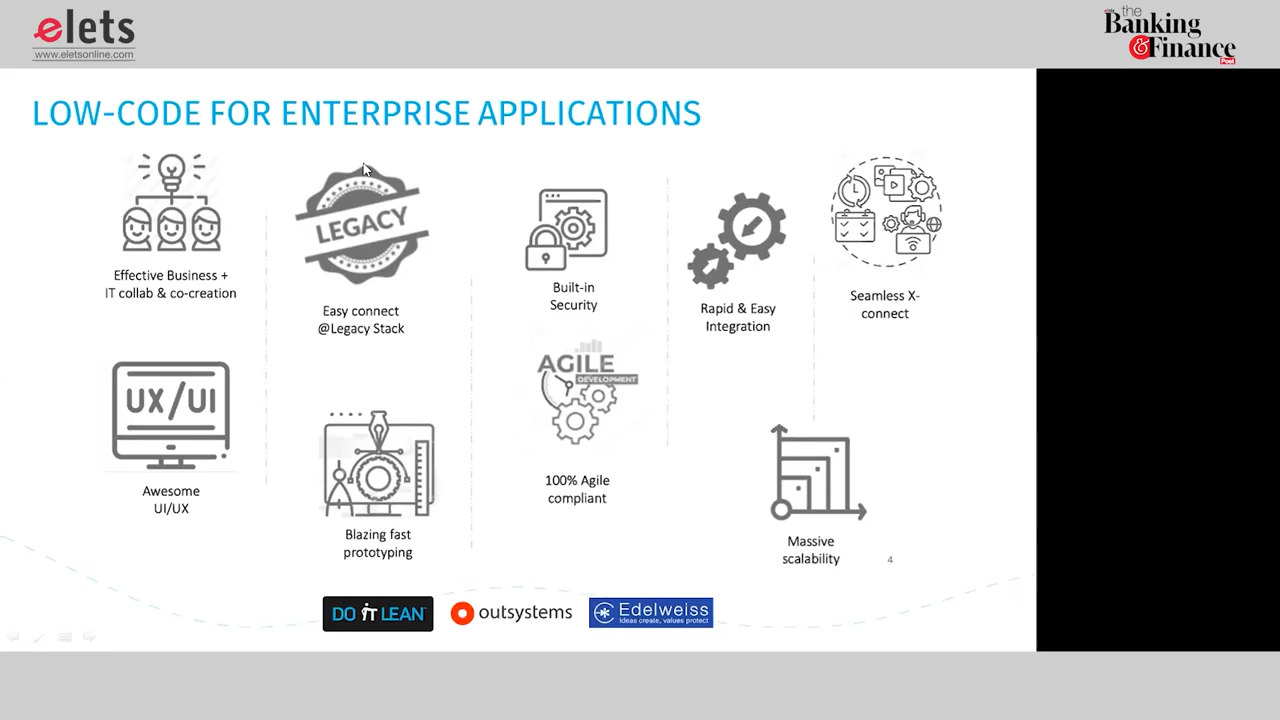 elets
www.eletsonline.com
elets the
Banking
&Finance
Post
LOW-CODE FOR ENTERPRISE APPLICATIONS
Effective Business +
IT collab & co-creation
LEGACY
Easy connect
@Legacy Stack
Built-in
Security
Rapid & Easy
Integration
Seamless X-
connect
UX/UI
Awesome
UI/UX
Blazing fast
prototyping
AGILE
DEVELOPMENT
100% Agile
compliant
Massive
scalability
4
DO iT LEAN
outsystems
Edelweiss
Ideas create, values protect